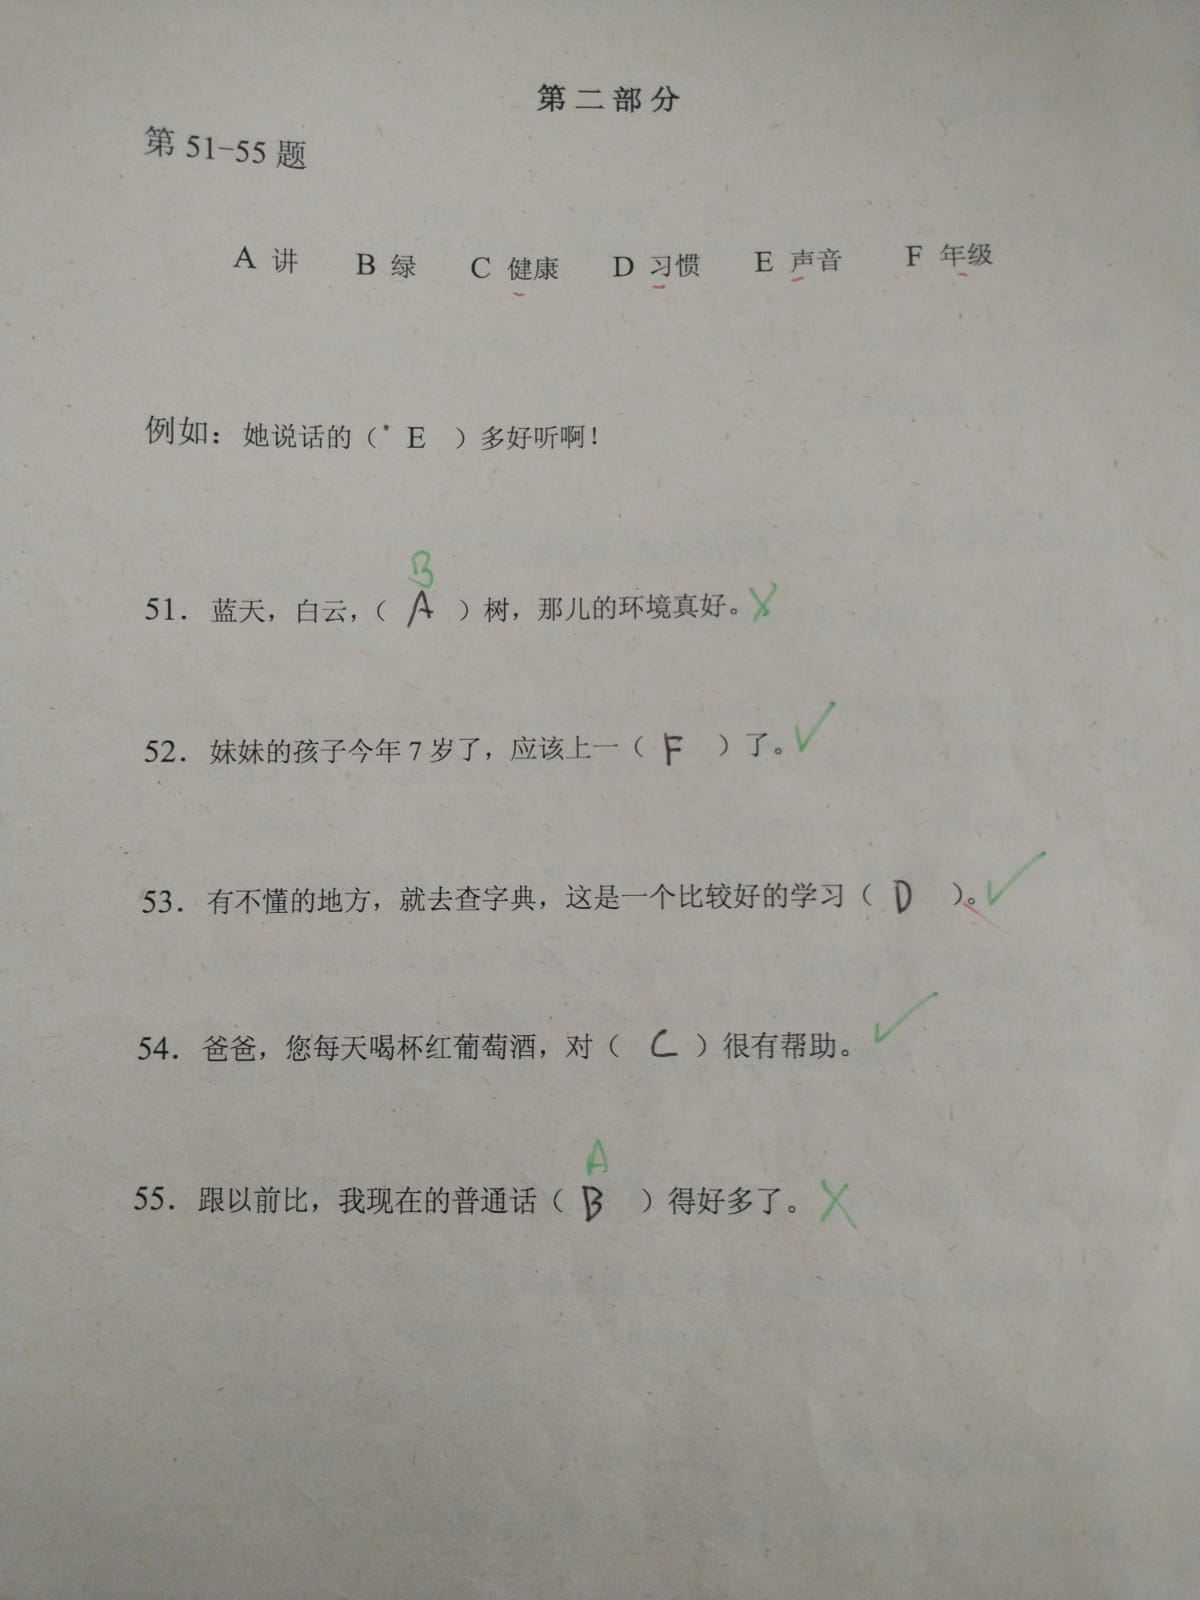 第二部分
第 51-55 题
A 讲 B 绿 C 健康 D 习惯 E 声音 F 年级
例如：她说话的（ E ）多好听啊！
B
51．蓝天，白云，（ A ）树，那儿的环境真好。X
52．妹妹的孩子今年 7 岁了，应该上一（ F ）了。✓
53．有不懂的地方，就去查字典，这是一个比较好的学习（ D ）。✓
54．爸爸，您每天喝杯红葡萄酒，对（ C ）很有帮助。✓
A
55．跟以前比，我现在的普通话（ B ）得好多了。X